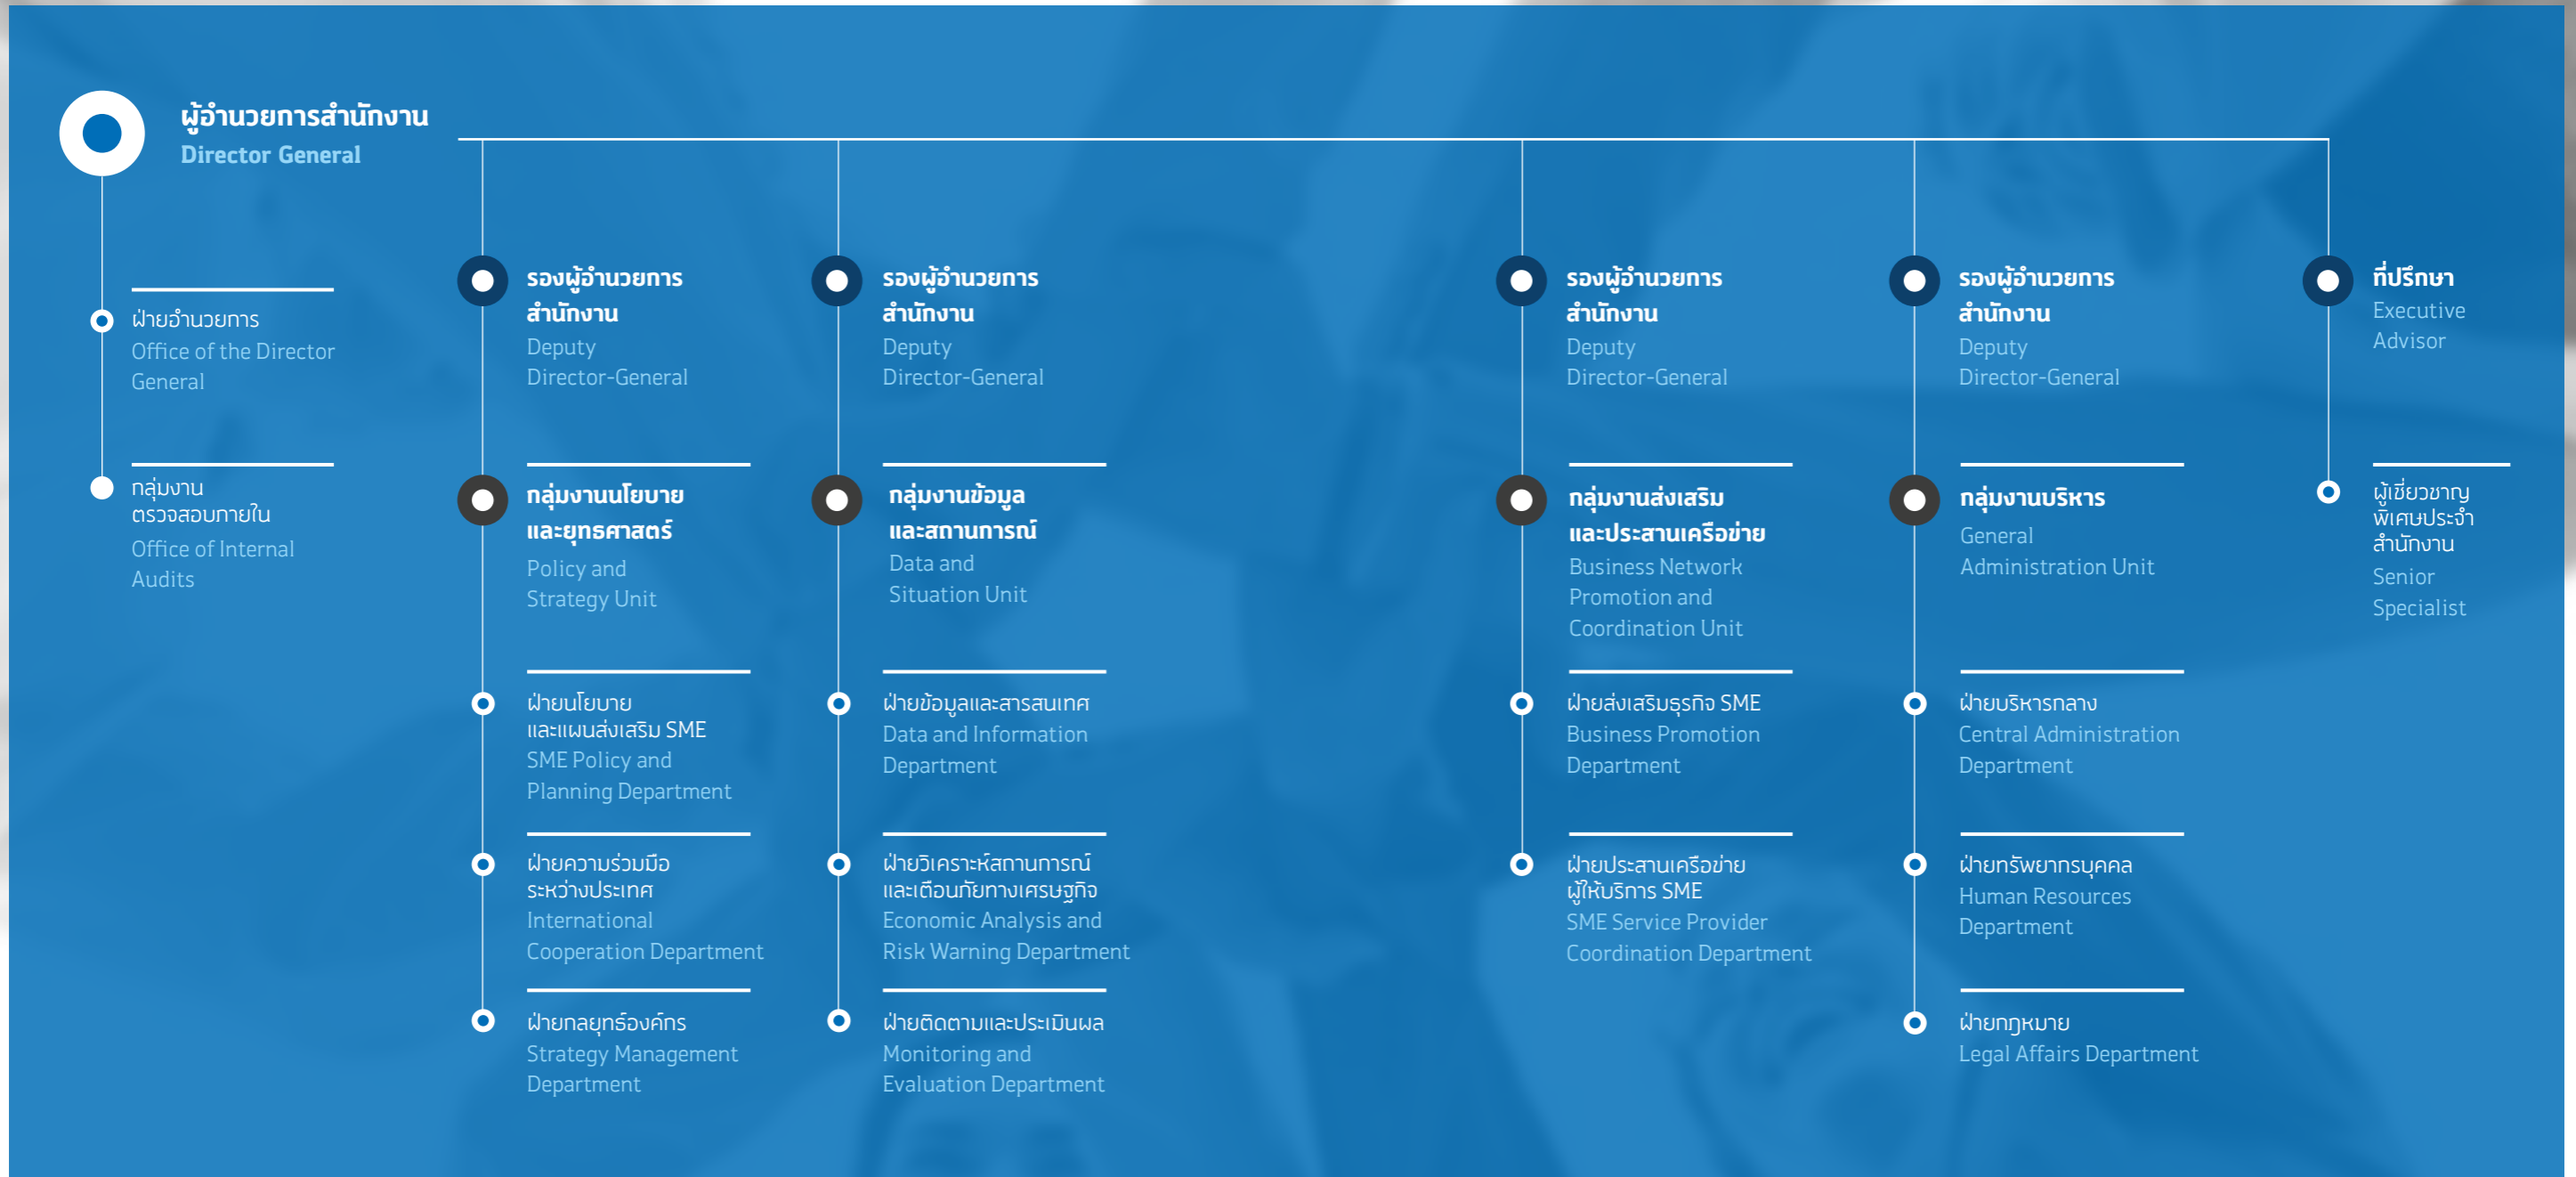 ผู้อำนวยการสำนักงาน
Director General
ฝ่ายอำนวยการ
Office of the Director
General
กลุ่มงาน
ตรวจสอบภายใน
Office of Internal
Audits
รองผู้อำนวยการ
สำนักงาน
Deputy
Director-General
กลุ่มงานนโยบาย
และยุทธศาสตร์
Policy and
Strategy Unit
ฝ่ายนโยบาย
และแผนส่งเสริม SME
SME Policy and
Planning Department
ฝ่ายความร่วมมือ
ระหว่างประเทศ
International
Cooperation Department
ฝ่ายกลยุทธ์องค์กร
Strategy Management
Department
รองผู้อำนวยการ
สำนักงาน
Deputy
Director-General
กลุ่มงานข้อมูล
และสถานการณ์
Data and
Situation Unit
ฝ่ายข้อมูลและสารสนเทศ
Data and Information
Department
ฝ่ายวิเคราะห์สถานการณ์
และเตือนภัยทางเศรษฐกิจ
Economic Analysis and
Risk Warning Department
ฝ่ายติดตามและประเมินผล
Monitoring and
Evaluation Department
รองผู้อำนวยการ
สำนักงาน
Deputy
Director-General
กลุ่มงานส่งเสริม
และประสานเครือข่าย
Business Network
Promotion and
Coordination Unit
ฝ่ายส่งเสริมธุรกิจ SME
Business Promotion
Department
ฝ่ายประสานเครือข่าย
ผู้ให้บริการ SME
SME Service Provider
Coordination Department
รองผู้อำนวยการ
สำนักงาน
Deputy
Director-General
กลุ่มงานบริหาร
General
Administration Unit
ฝ่ายบริหารกลาง
Central Administration
Department
ฝ่ายทรัพยากรบุคคล
Human Resources
Department
ฝ่ายกฎหมาย
Legal Affairs Department
ที่ปรึกษา
Executive
Advisor
ผู้เชี่ยวชาญ
พิเศษประจำ
สำนักงาน
Senior
Specialist